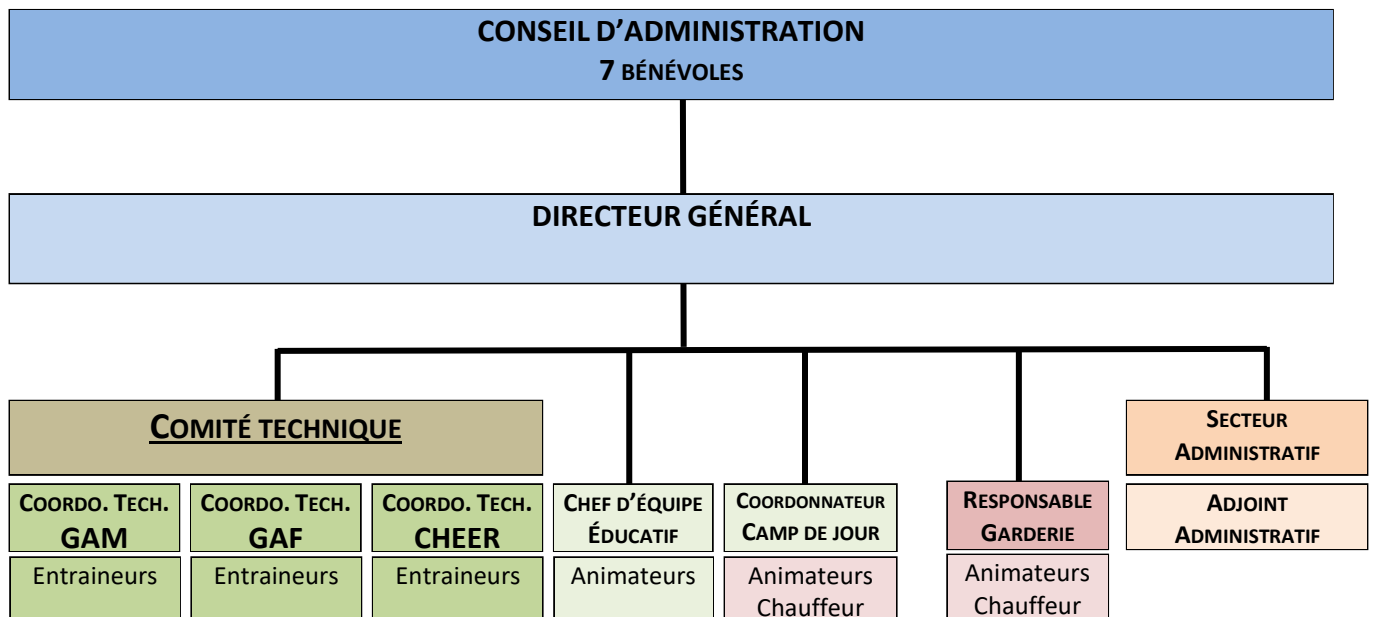 CONSEIL D'ADMINISTRATION
7 BÉNÉVOLES
DIRECTEUR GÉNÉRAL
COMITÉ TECHNIQUE
SECTEUR
ADMINISTRATIF
COORDO. TECH.
GAM
COORDO. TECH.
GAF
COORDO. TECH.
CHEER
CHEF D'ÉQUIPE
ÉDUCATIF
COORDONNATEUR
CAMP DE JOUR
RESPONSABLE
GARDERIE
ADJOINT
ADMINISTRATIF
Entraineurs
Entraineurs
Entraineurs
Animateurs
Animateurs
Chauffeur
Animateurs
Chauffeur